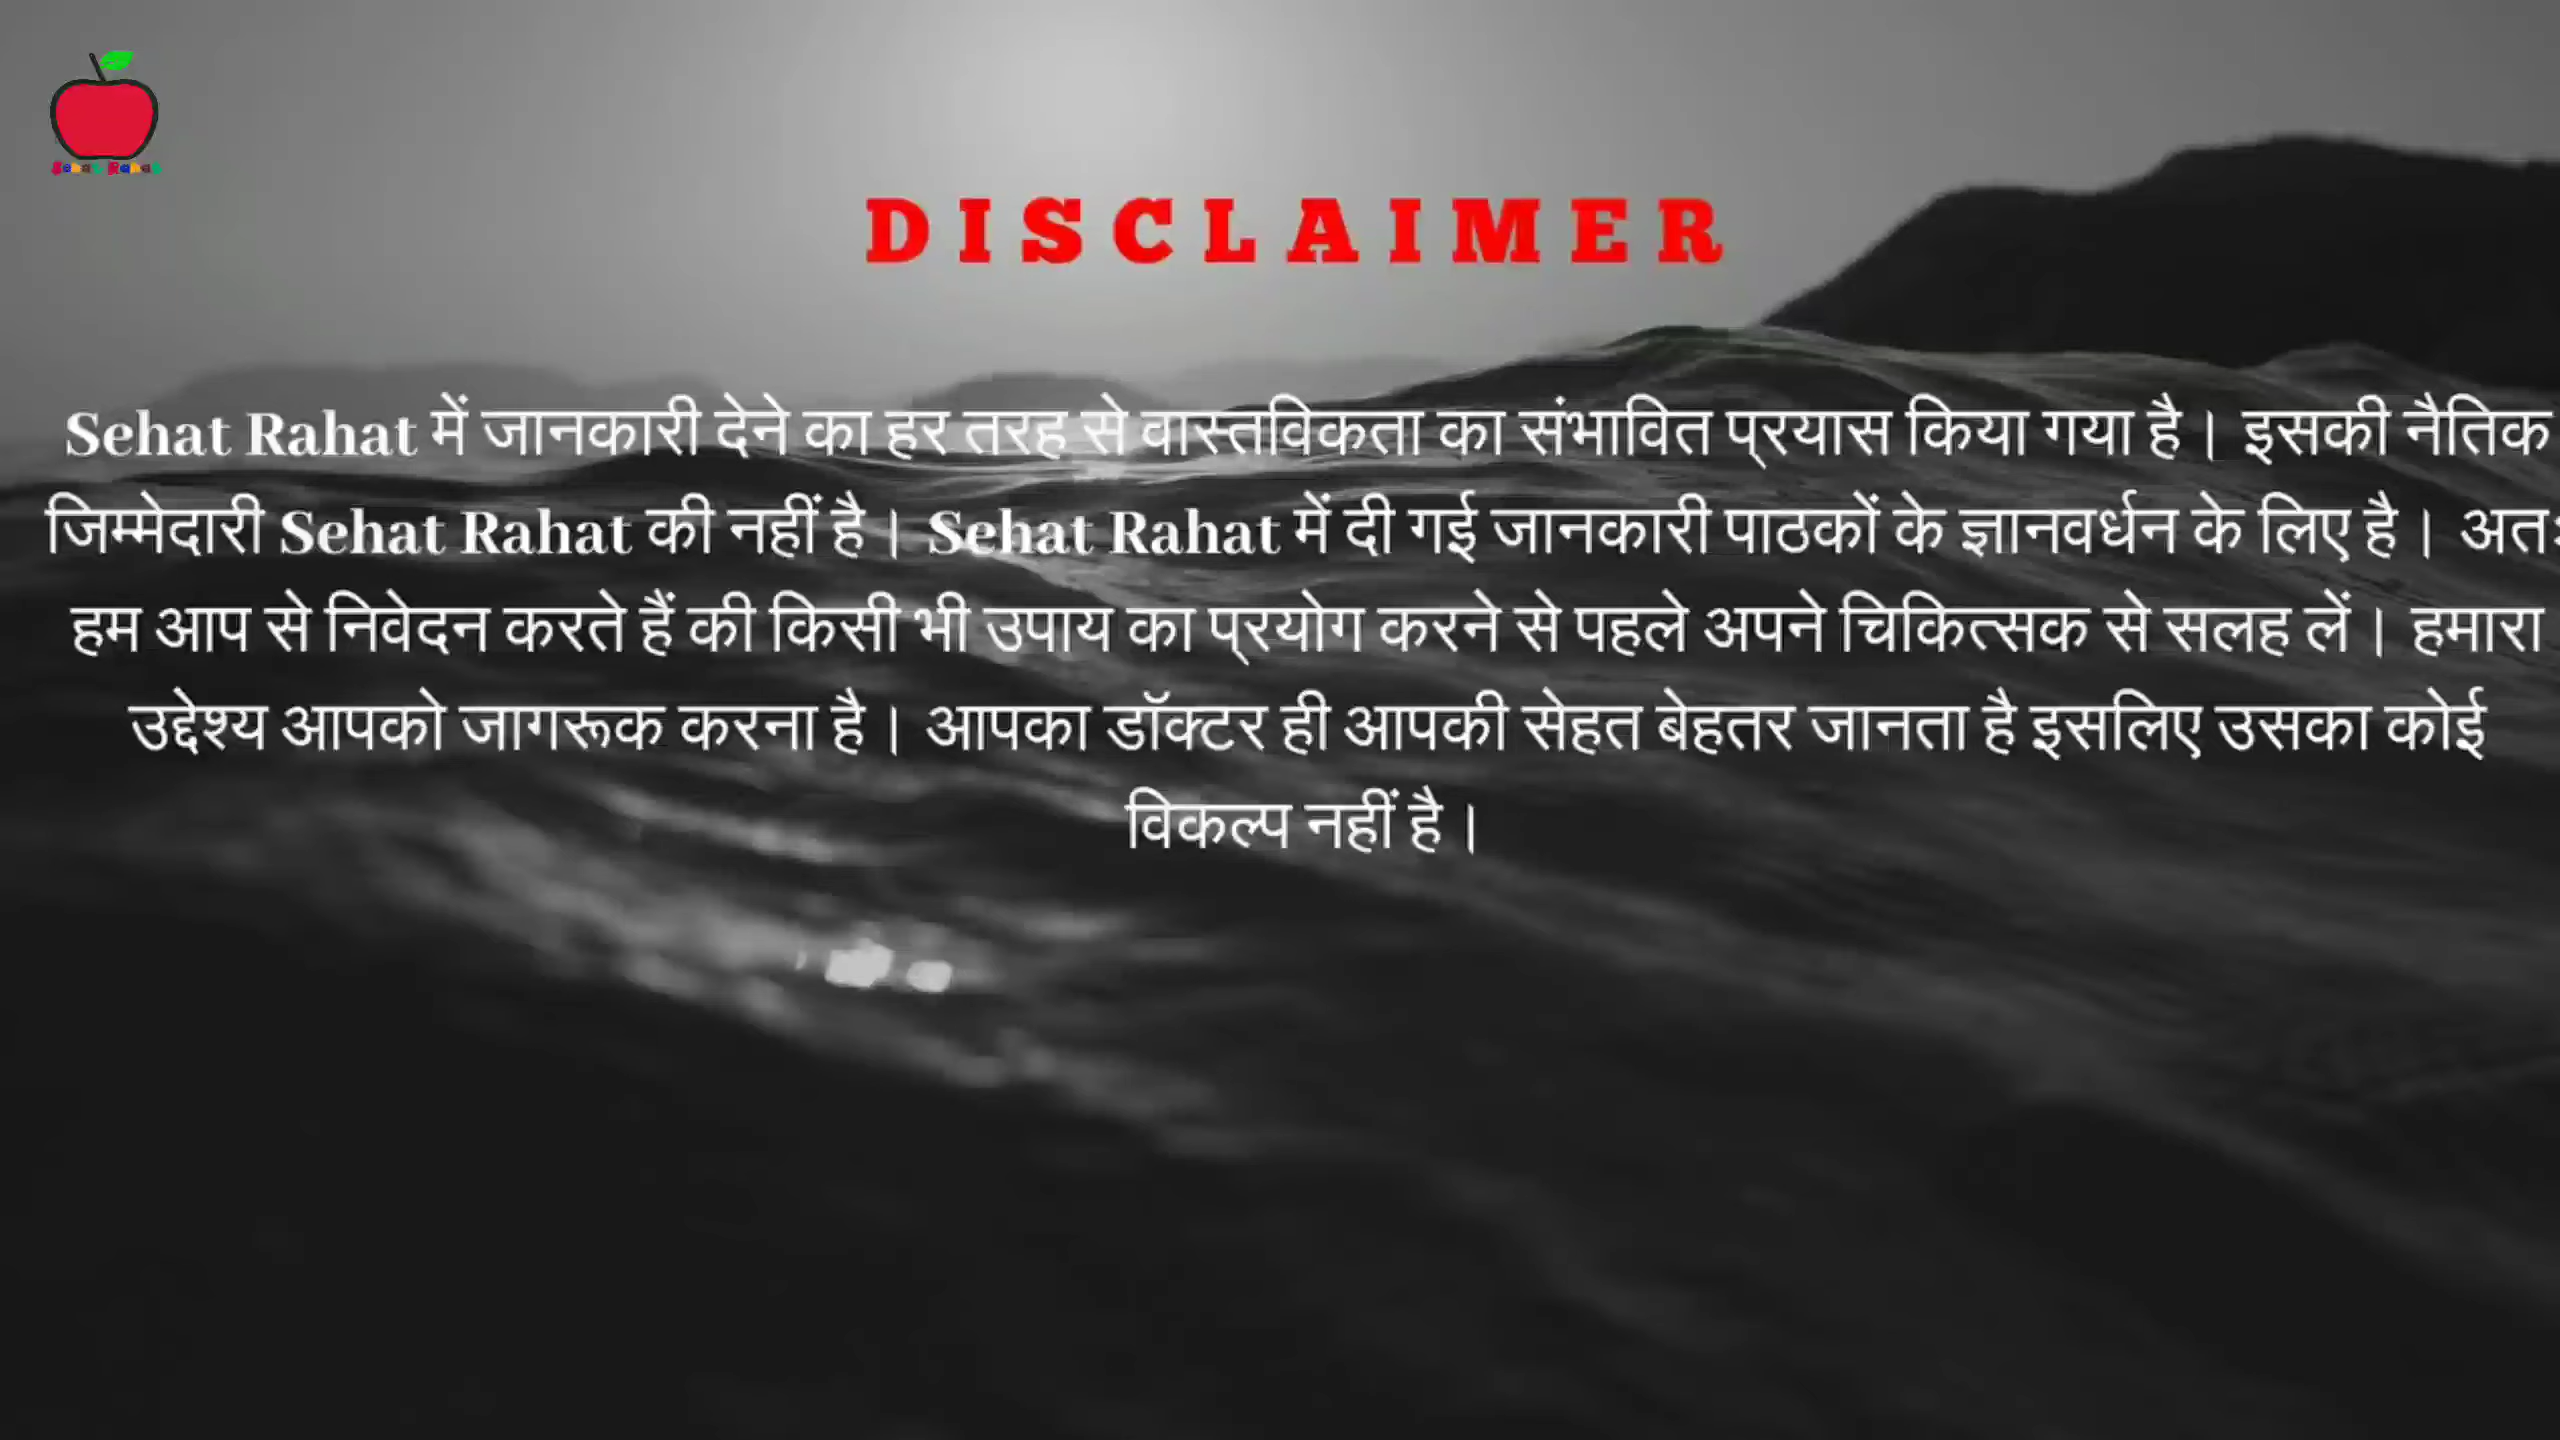 Sehat Rahat
DISCLAIMER
Sehat Rahat में जानकारी देने का हर तरह से वास्तविकता का संभावित प्रयास किया गया है। इसकी नैतिक
जिम्मेदारी Sehat Rahat की नहीं है। Sehat Rahat में दी गई जानकारी पाठकों के ज्ञानवर्धन के लिए है। अतः
हम आप से निवेदन करते हैं की किसी भी उपाय का प्रयोग करने से पहले अपने चिकित्सक से सलह लें। हमारा
उद्देश्य आपको जागरूक करना है। आपका डॉक्टर ही आपकी सेहत बेहतर जानता है इसलिए उसका कोई
विकल्प नहीं है।